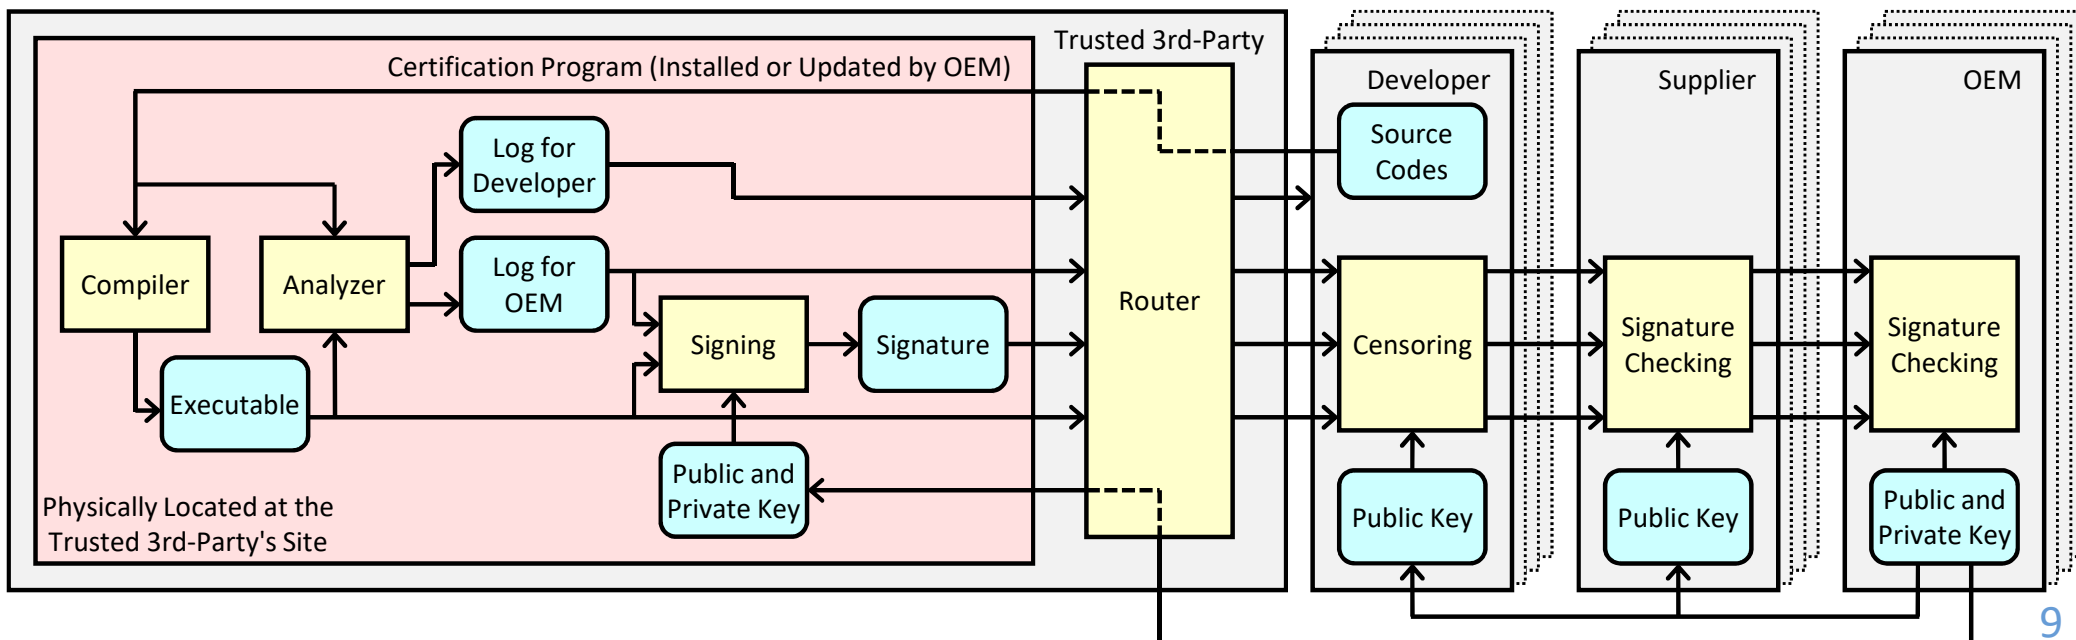 Trusted 3rd-Party
Certification Program (Installed or Updated by OEM)
Developer
Supplier
OEM
Log for
Developer
Source
Codes
Compiler
Analyzer
Log for
OEM
Router
Signing
Signature
Censoring
Signature
Checking
Signature
Checking
Executable
Public and
Private Key
Physically Located at the
Trusted 3rd-Party's Site
Public Key
Public Key
Public and
Private Key
9